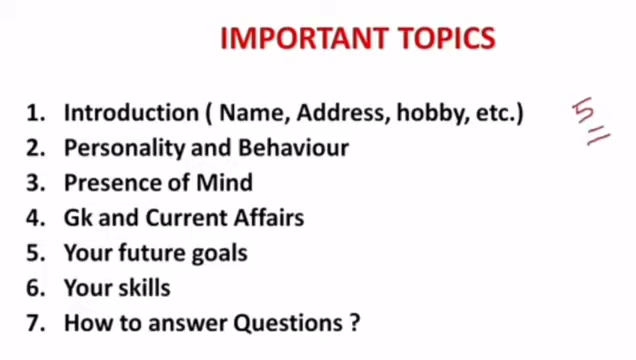 IMPORTANT TOPICS
1. Introduction ( Name, Address, hobby, etc.)
5
2. Personality and Behaviour
3. Presence of Mind
4. Gk and Current Affairs
5. Your future goals
6. Your skills
7. How to answer Questions ?